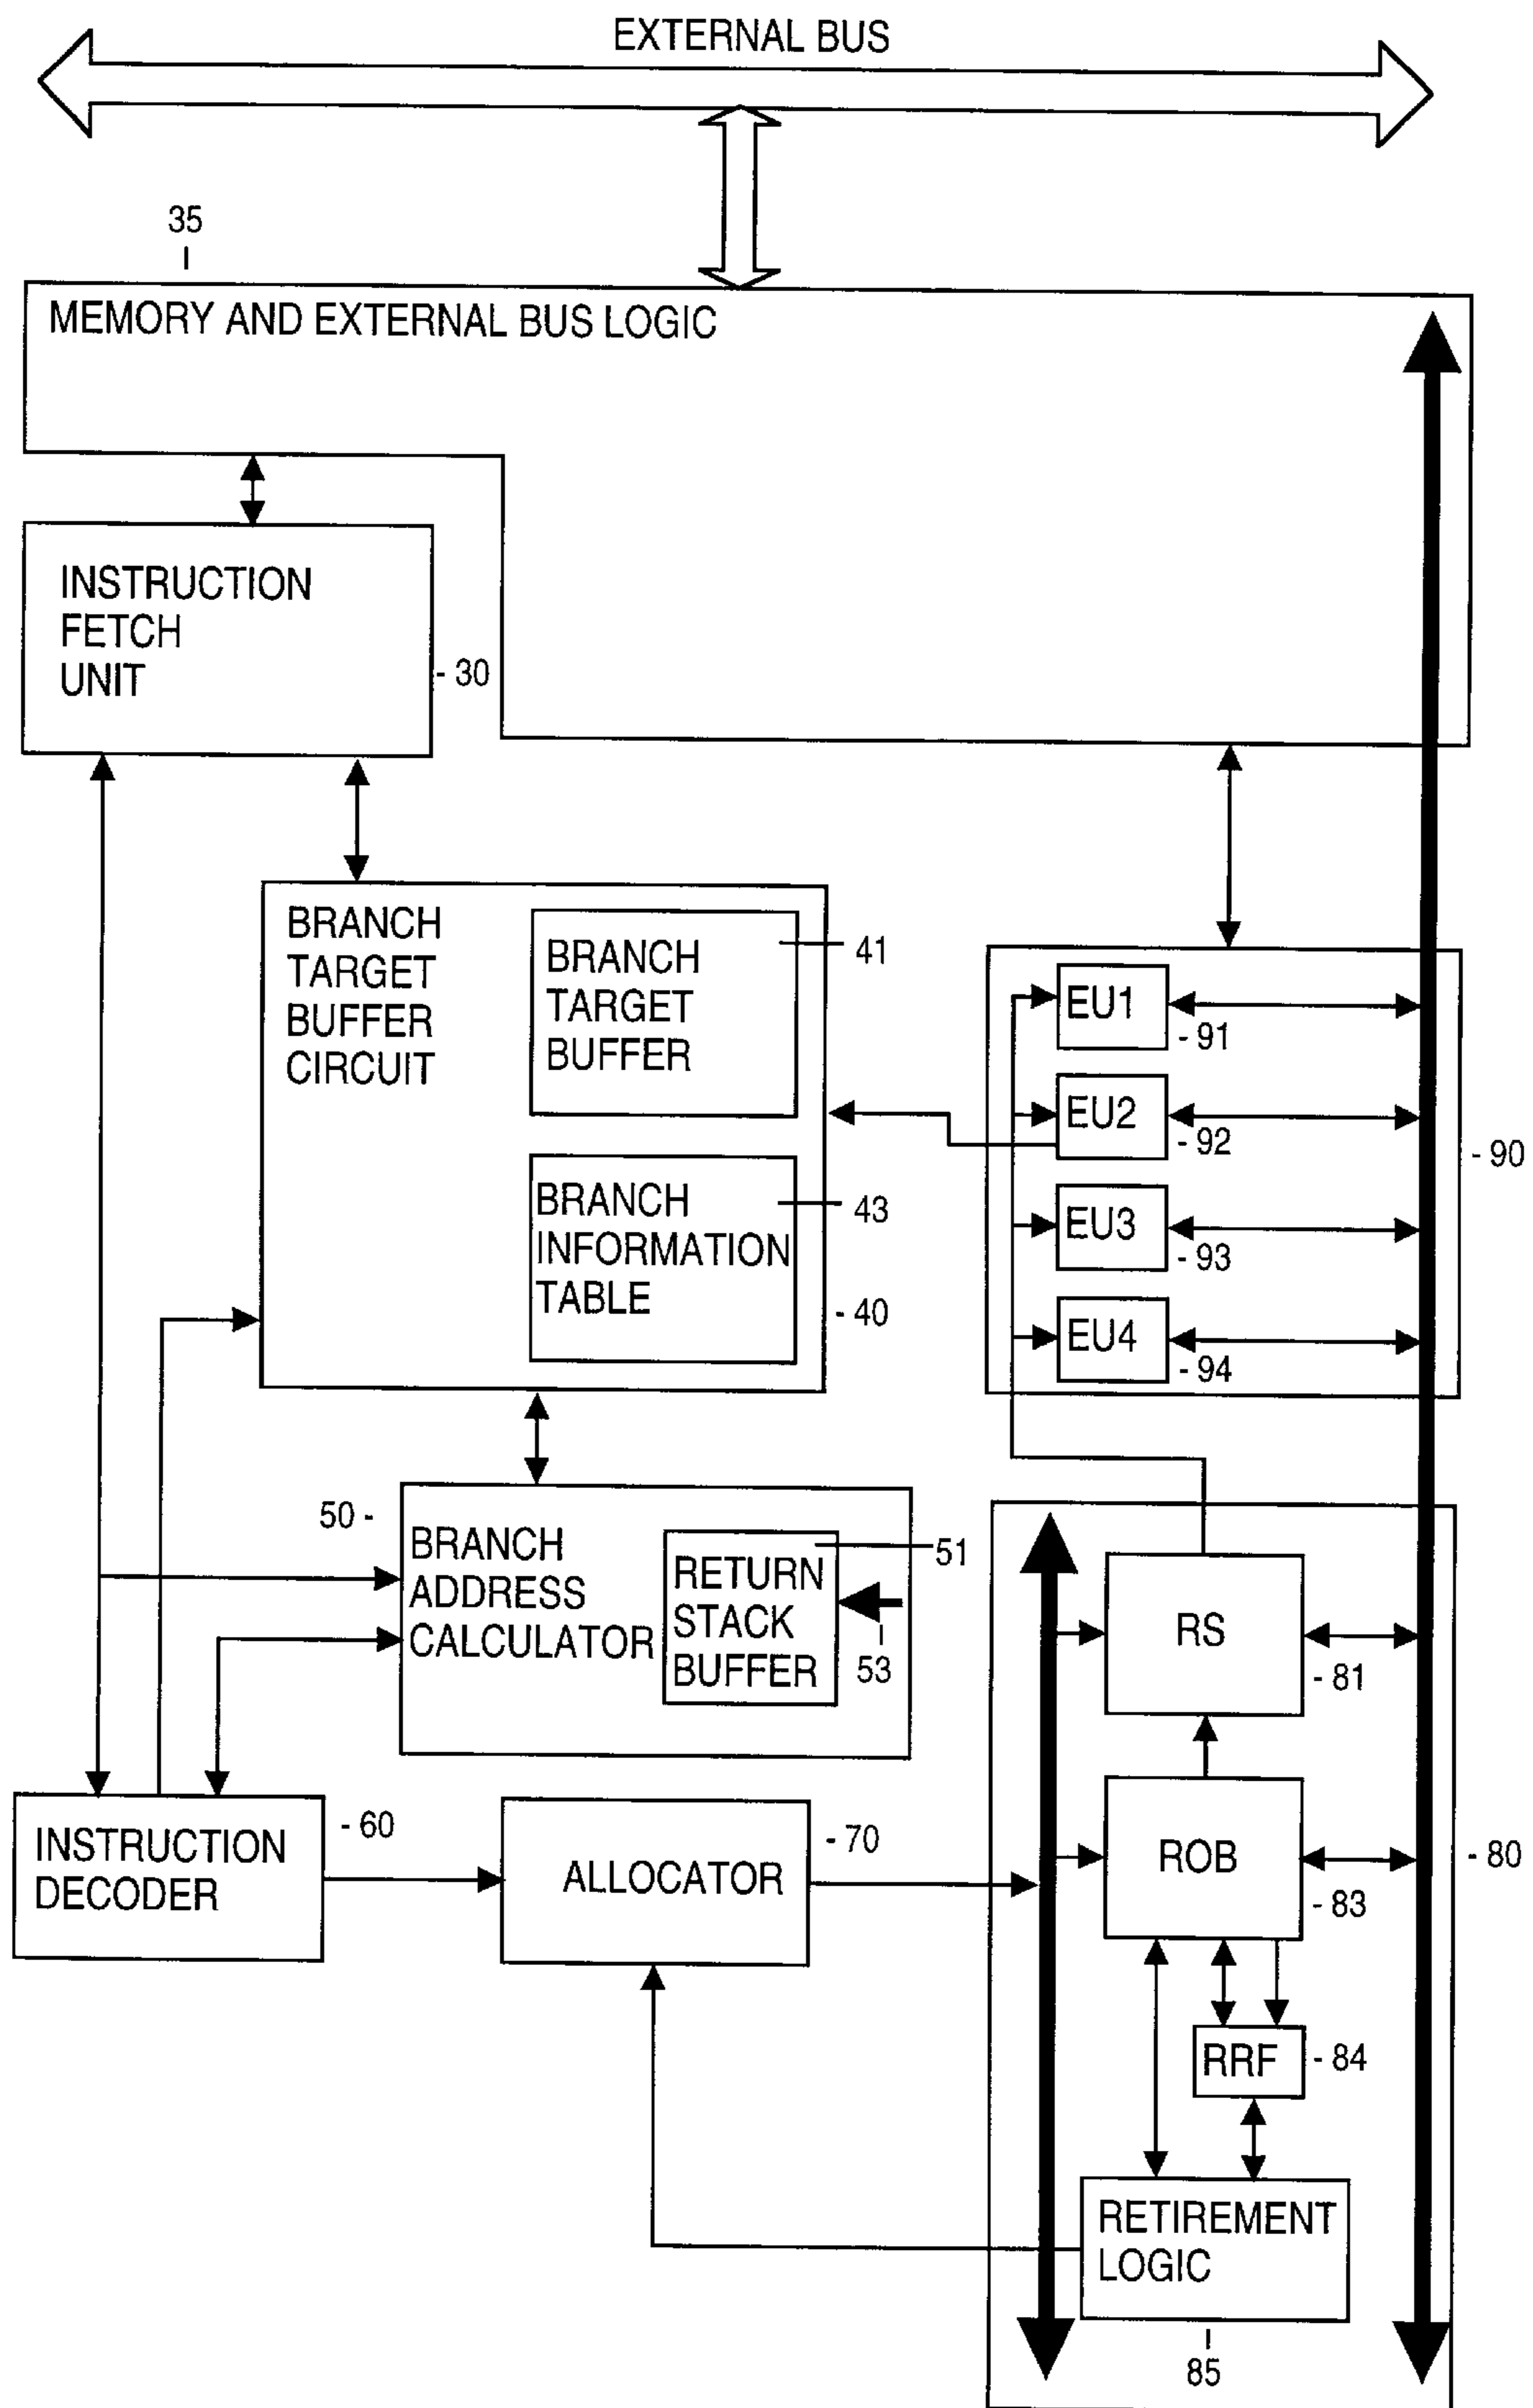 EXTERNAL BUS
35
MEMORY AND EXTERNAL BUS LOGIC
INSTRUCTION
FETCH
UNIT
- 30
BRANCH
TARGET
BUFFER
CIRCUIT
BRANCH
TARGET
BUFFER
41
BRANCH
INFORMATION
TABLE
43
- 40
EU1
- 91
EU2
- 92
EU3
- 93
EU4
- 94
- 90
50 -
BRANCH
ADDRESS
CALCULATOR
RETURN
STACK
BUFFER
51
53
RS
- 81
INSTRUCTION
DECODER
- 60
ALLOCATOR
- 70
ROB
- 83
- 80
RRF
- 84
RETIREMENT
LOGIC
85